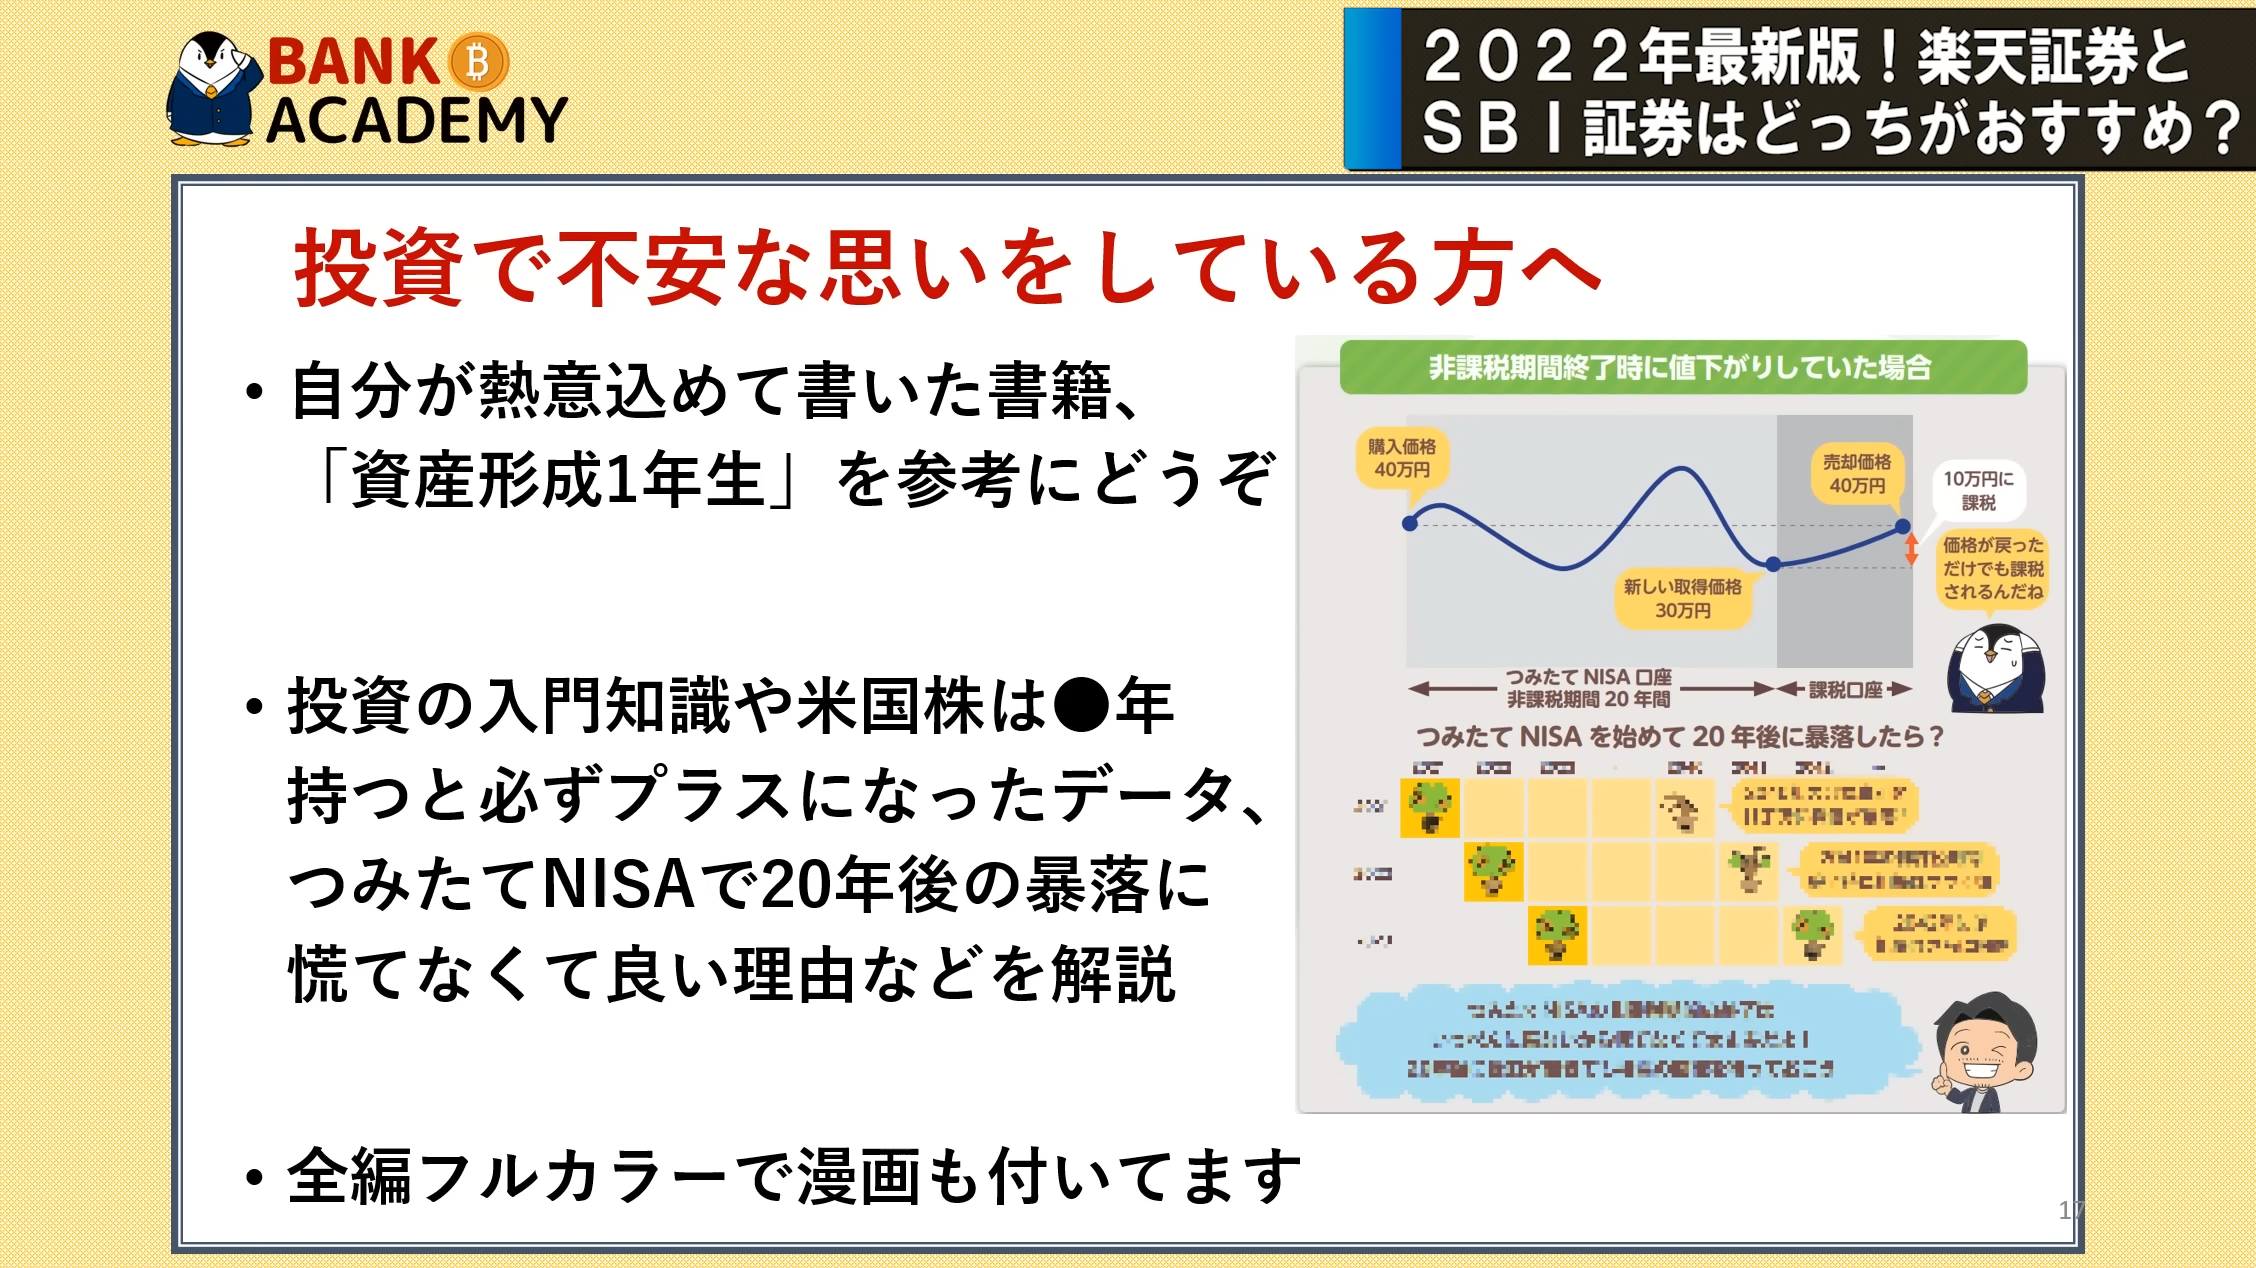 BANK
ACADEMY
2022年最新版！楽天証券と
SBI証券はどっちがおすすめ？
投資で不安な思いをしている方へ
・自分が熱意込めて書いた書籍、
「資産形成1年生」を参考にどうぞ
・投資の入門知識や米国株は●年
持つと必ずプラスになったデータ、
つみたてNISAで20年後の暴落に
慌てなくて良い理由などを解説
・全編フルカラーで漫画も付いてます
非課税期間終了時に値下がりしていた場合
購入価格
40万円
売却価格
40万円
10万円に
課税
価格が戻った
だけでも課税
されるんだね
新しい取得価格
30万円
つみたて NISA 口座
非課税期間 20 年間
課税口座
つみたて NISA を始めて 20 年後に暴落したら？
17